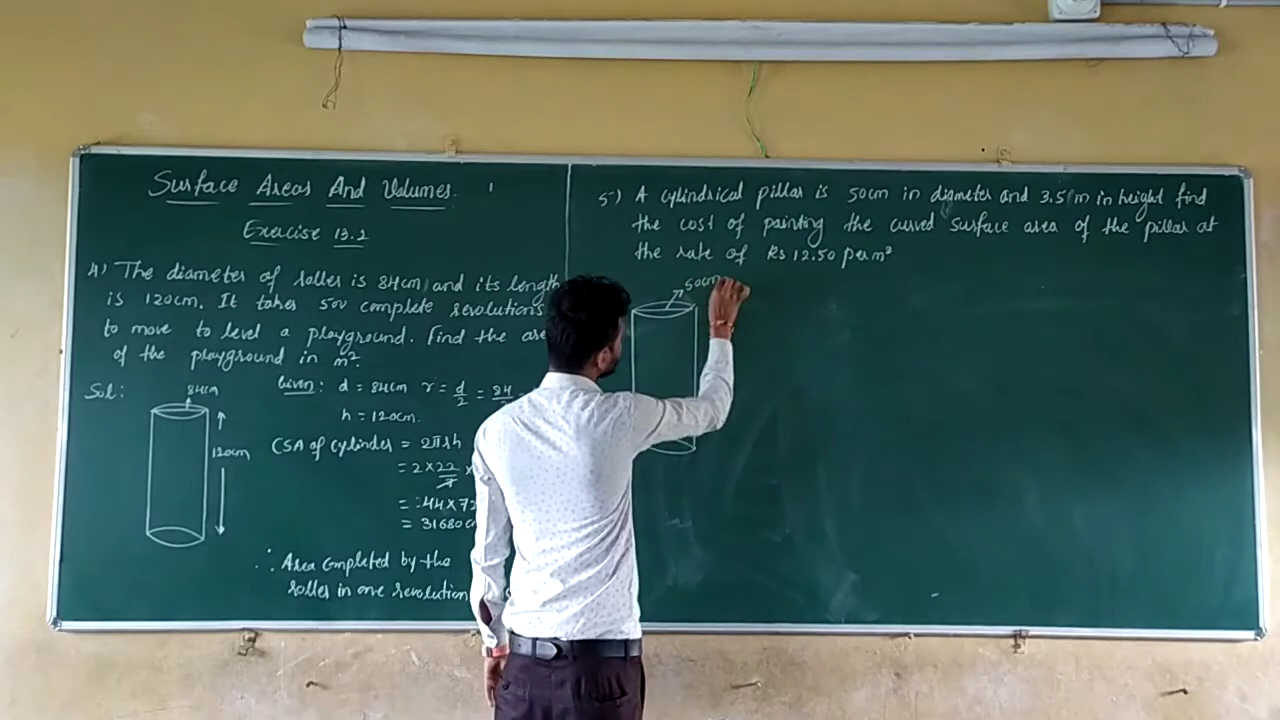 Surface Areas And Volumes.
Exercise 13.2
4) The diameter of roller is 84cm and its length
is 120cm. It takes 500 complete revolutions
to move to level a playground. Find the are
of the playground in m².
Sol:
84cm
120cm
Given: d = 84cm r = d/2 = 84/
h = 120cm.
CSA of cylinder = 2πrh
= 2 × 22/7 ×
= 44 × 72
= 31680c
∴ Area completed by the
roller in one revolution
5) A cylindrical pillar is 50cm in diameter and 3.5 m in height find
the cost of painting the curved surface area of the pillar at
the rate of Rs 12.50 per m²
50cm